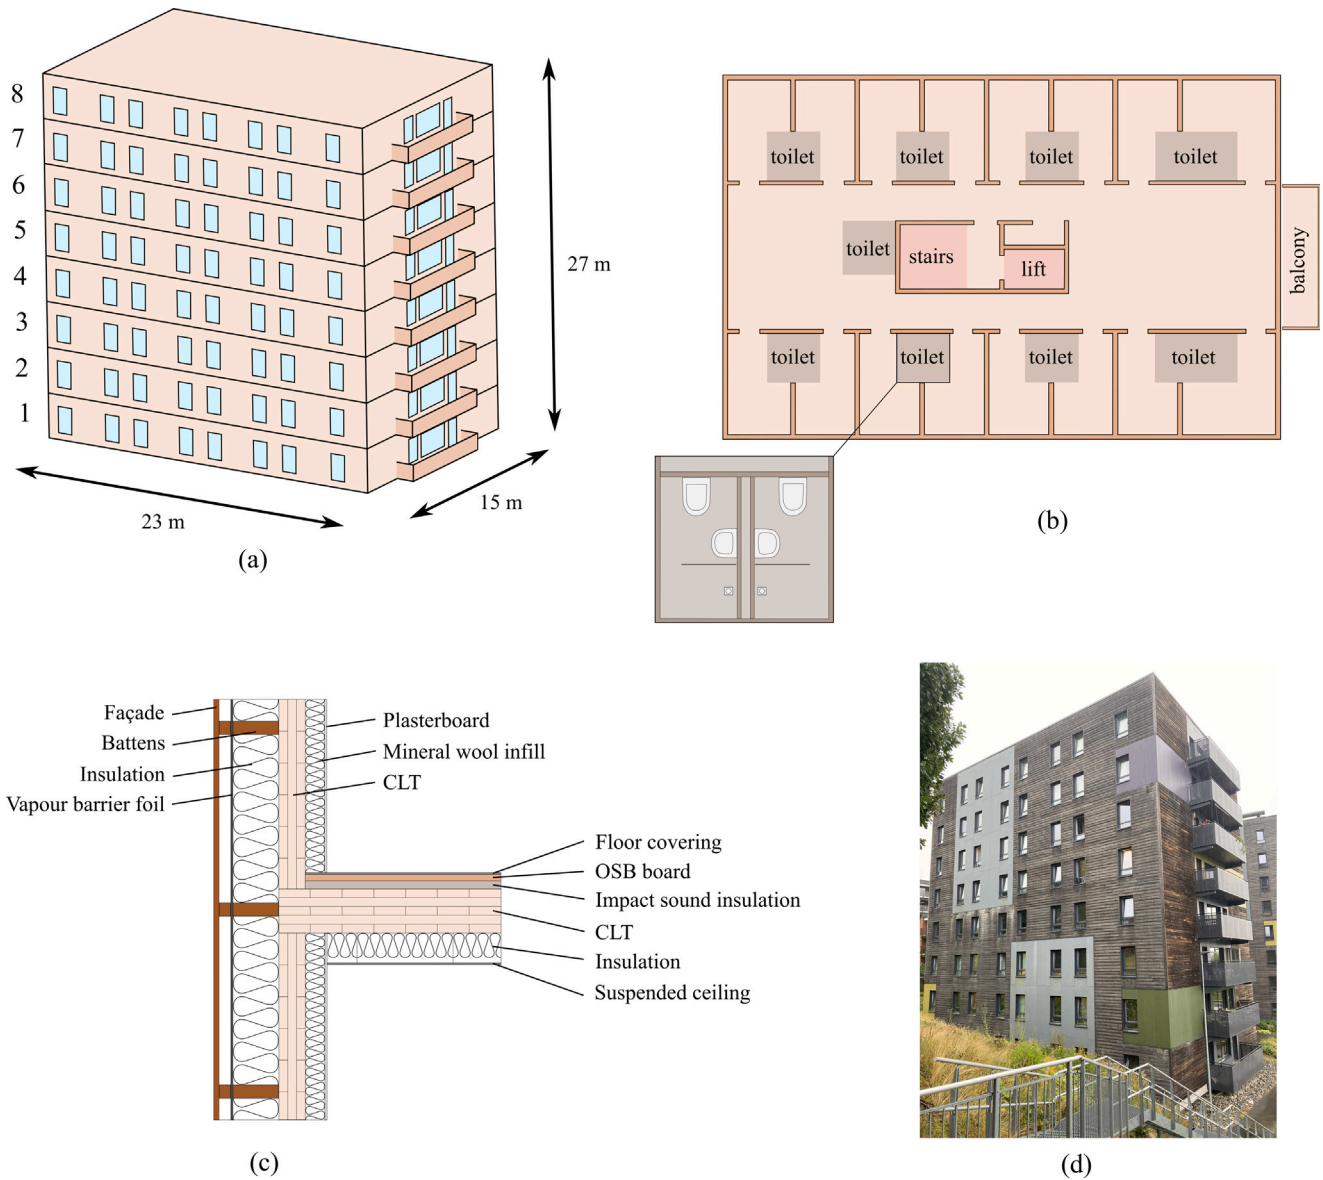 8
7
6
5
4
3
2
1
27 m
15 m
23 m
(a)
toilet
toilet
toilet
toilet
toilet
stairs
lift
balcony
toilet
toilet
toilet
toilet
(b)
Façade
Battens
Insulation
Vapour barrier foil
Plasterboard
Mineral wool infill
CLT
Floor covering
OSB board
Impact sound insulation
CLT
Insulation
Suspended ceiling
(c)
(d)